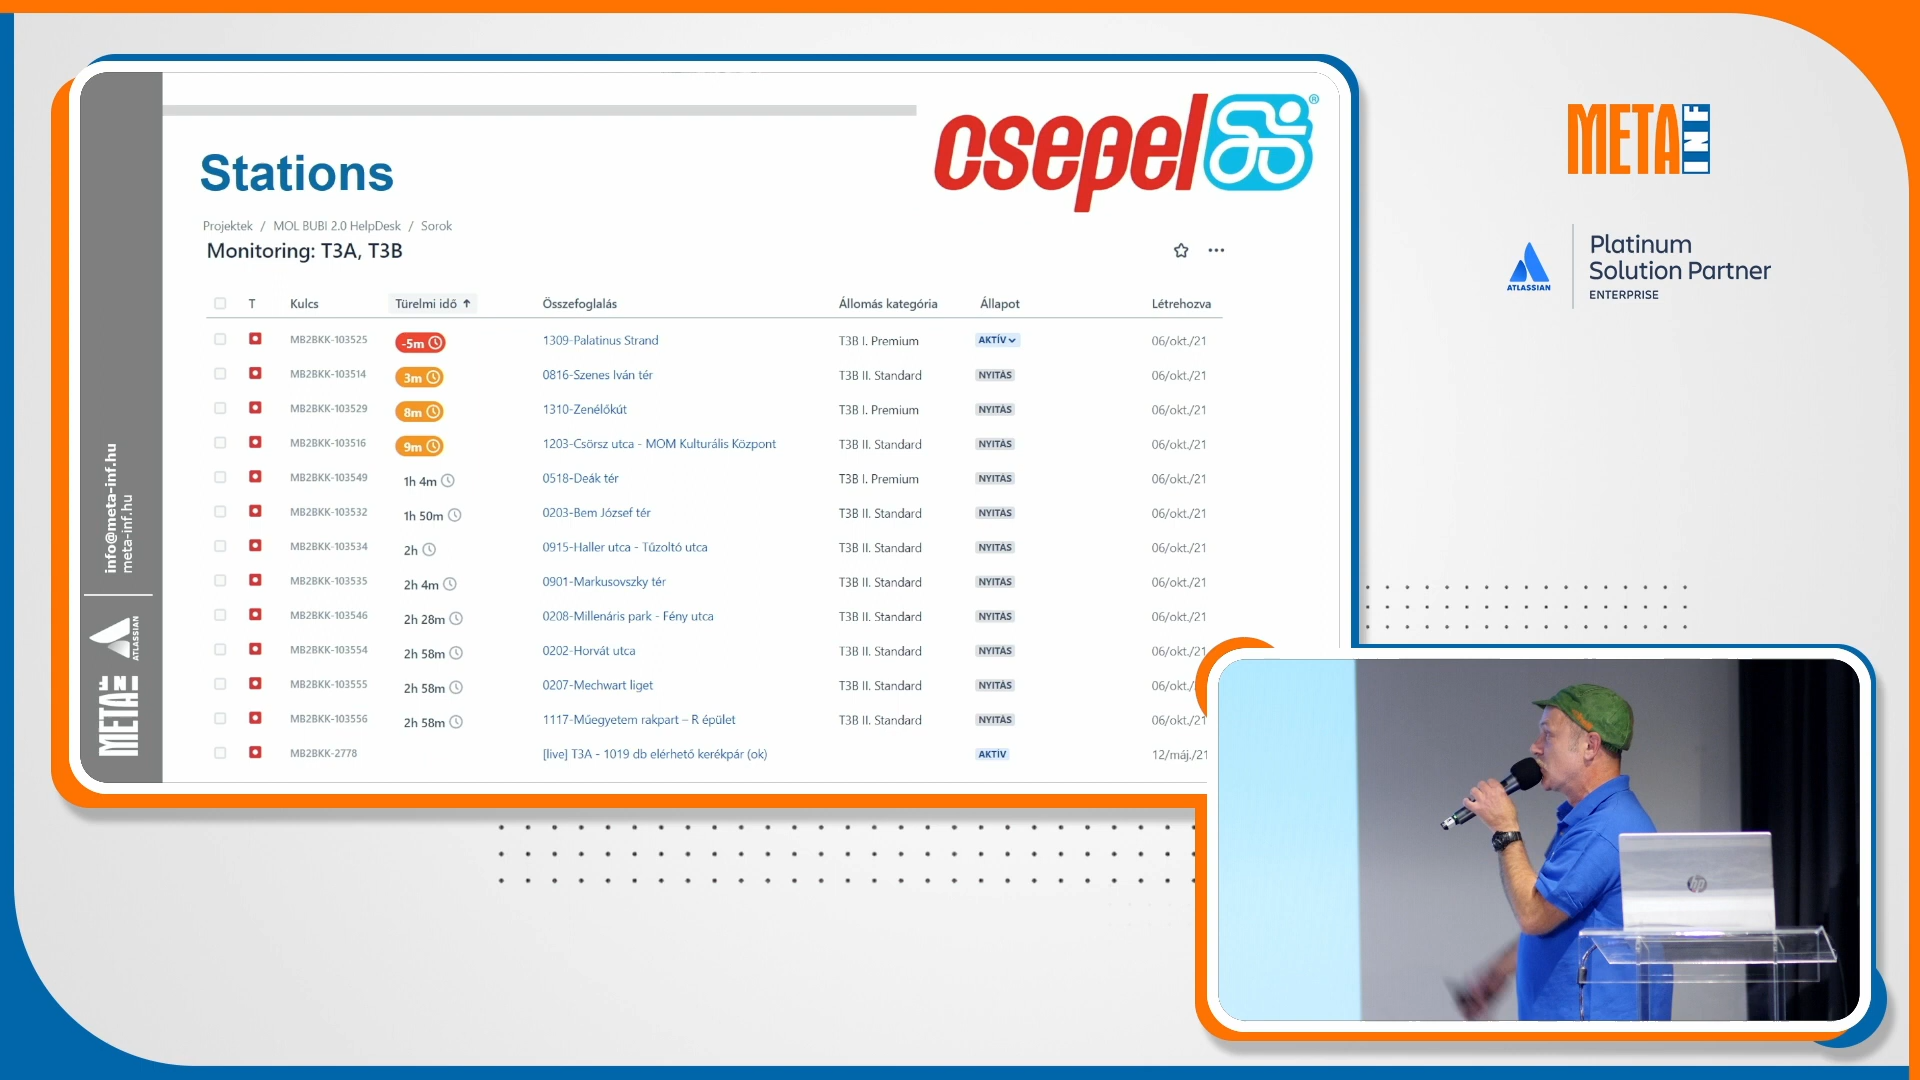 csepel ®
META INF
Stations
Projektek / MOL BUBI 2.0 HelpDesk / Sorok
Monitoring: T3A, T3B
T Kulcs Türelmi idő ↑ Összefoglalás Állomás kategória Állapot Létrehozva
MB2BKK-103525 -5m 1309-Palatinus Strand T3B I. Premium AKTÍV 06/okt./21
MB2BKK-103514 3m 0816-Szenes Iván tér T3B II. Standard NYITÁS 06/okt./21
MB2BKK-103529 8m 1310-Zenélőkút T3B I. Premium NYITÁS 06/okt./21
MB2BKK-103516 9m 1203-Csörsz utca - MOM Kulturális Központ T3B II. Standard NYITÁS 06/okt./21
MB2BKK-103549 1h 4m 0518-Deák tér T3B I. Premium NYITÁS 06/okt./21
MB2BKK-103532 1h 50m 0203-Bem József tér T3B II. Standard NYITÁS 06/okt./21
MB2BKK-103534 2h 0915-Haller utca - Tűzoltó utca T3B II. Standard NYITÁS 06/okt./21
MB2BKK-103535 2h 4m 0901-Markusovszky tér T3B II. Standard NYITÁS 06/okt./21
MB2BKK-103546 2h 28m 0208-Millenáris park - Fény utca T3B II. Standard NYITÁS 06/okt./21
MB2BKK-103554 2h 58m 0202-Horvát utca T3B II. Standard NYITÁS 06/okt./21
MB2BKK-103555 2h 58m 0207-Mechwart liget T3B II. Standard NYITÁS 06/okt./
MB2BKK-103556 2h 58m 1117-Műegyetem rakpart – R épület T3B II. Standard NYITÁS 06/okt./21
MB2BKK-2778 [live] T3A - 1019 db elérhető kerékpár (ok) AKTÍV 12/máj./21
info@meta-inf.hu
meta-inf.hu
ATLASSIAN
META INF
ATLASSIAN
Platinum
Solution Partner
ENTERPRISE
hp